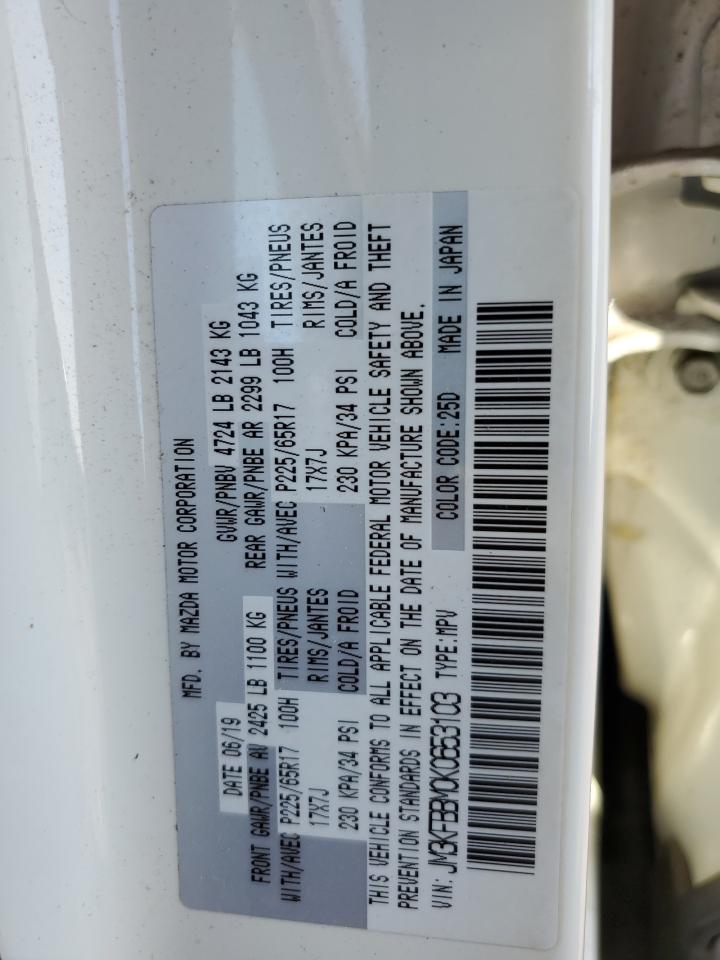 MFD. BY MAZDA MOTOR CORPORATION
DATE 06/19 GVWR/PNBV 4724 LB 2143 KG
FRONT GAWR/PNBE AV 2425 LB 1100 KG REAR GAWR/PNBE AR 2299 LB 1043 KG
WITH/AVEC P225/65R17 100H TIRES/PNEUS WITH/AVEC P225/65R17 100H TIRES/PNEUS
17X7J RIMS/JANTES 17X7J RIMS/JANTES
230 KPA/34 PSI COLD/A FROID 230 KPA/34 PSI COLD/A FROID
THIS VEHICLE CONFORMS TO ALL APPLICABLE FEDERAL MOTOR VEHICLE SAFETY AND THEFT
PREVENTION STANDARDS IN EFFECT ON THE DATE OF MANUFACTURE SHOWN ABOVE.
VIN: JM3KFBBM0K0653103 TYPE:MPV COLOR CODE:25D MADE IN JAPAN